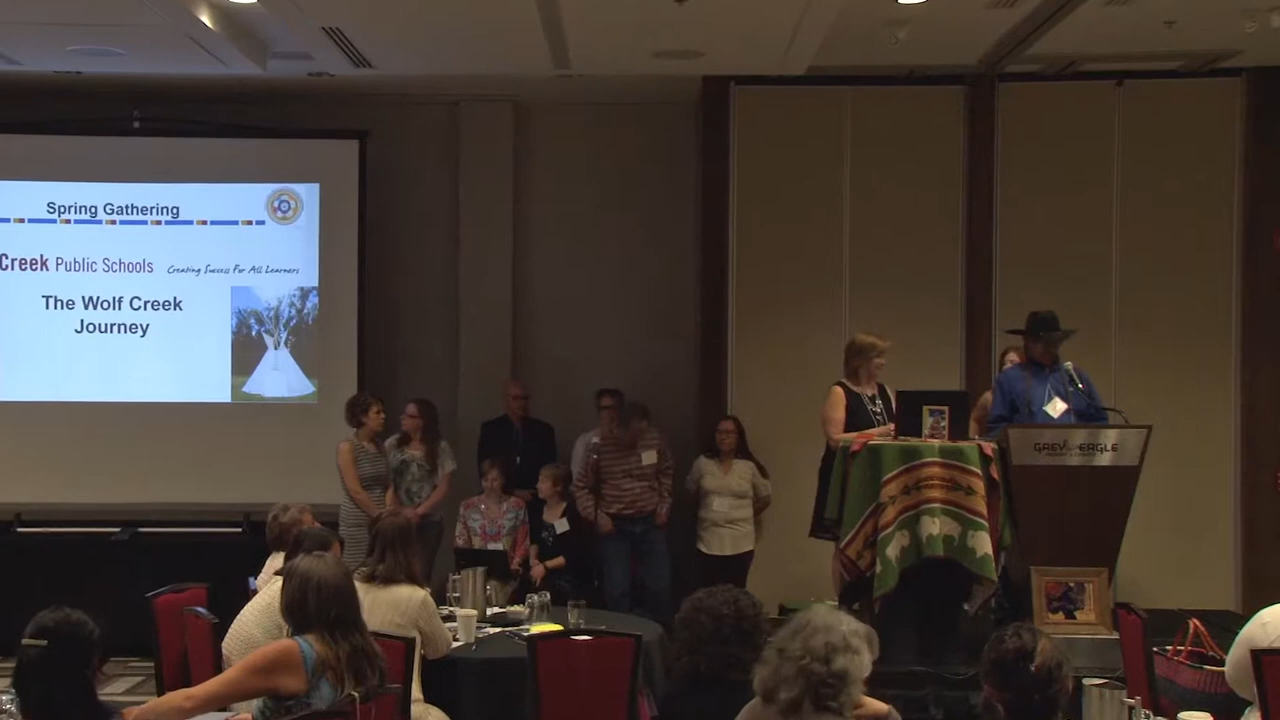 Spring Gathering
Creek Public Schools Creating Success For All Learners
The Wolf Creek
Journey
GREY EAGLE